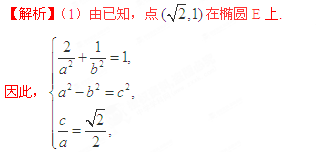 【解析】（1）由已知，点 (√2,1) 在椭圆 E 上.
2/a² + 1/b² = 1,
因此，{ a² − b² = c²,
c/a = √2/2,